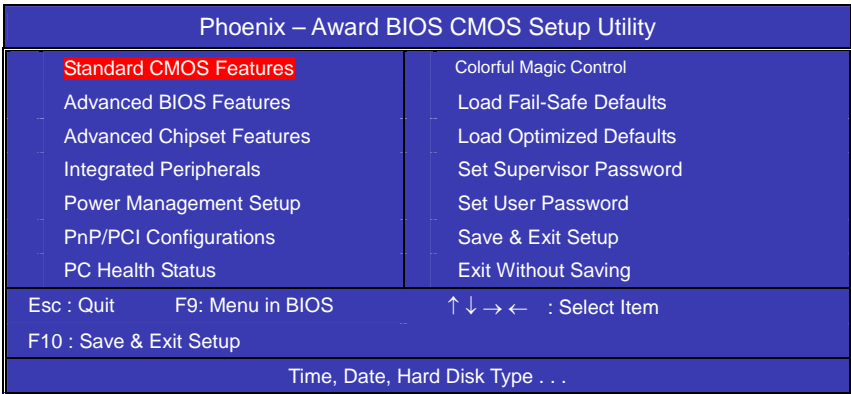 Phoenix – Award BIOS CMOS Setup Utility
Standard CMOS Features
Advanced BIOS Features
Advanced Chipset Features
Integrated Peripherals
Power Management Setup
PnP/PCI Configurations
PC Health Status
Colorful Magic Control
Load Fail-Safe Defaults
Load Optimized Defaults
Set Supervisor Password
Set User Password
Save & Exit Setup
Exit Without Saving
Esc : Quit F9: Menu in BIOS ↑ ↓ → ← : Select Item
F10 : Save & Exit Setup
Time, Date, Hard Disk Type . . .